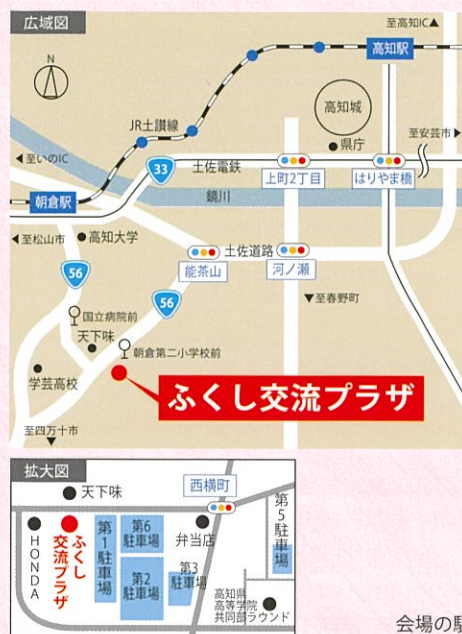 広域図
至高知IC▲
高知駅
N
高知城
JR土讃線
県庁
至安芸市▶
◀至いのIC
33
土佐電鉄
上町2丁目
はりやま橋
鏡川
朝倉駅
◀至松山市
高知大学
土佐道路
能茶山
河ノ瀬
56
56
▼至春野町
国立病院前
天下味
朝倉第二小学校前
学芸高校
ふくし交流プラザ
至四万十市
▼
拡大図
天下味
西横町
第5駐車場
HONDA
ふくし
交流プラザ
第1駐車場
第6
駐車場
弁当店
第2
駐車場
第3
駐車場
高知県
高等学院
共同部ラウンド
会場の駐